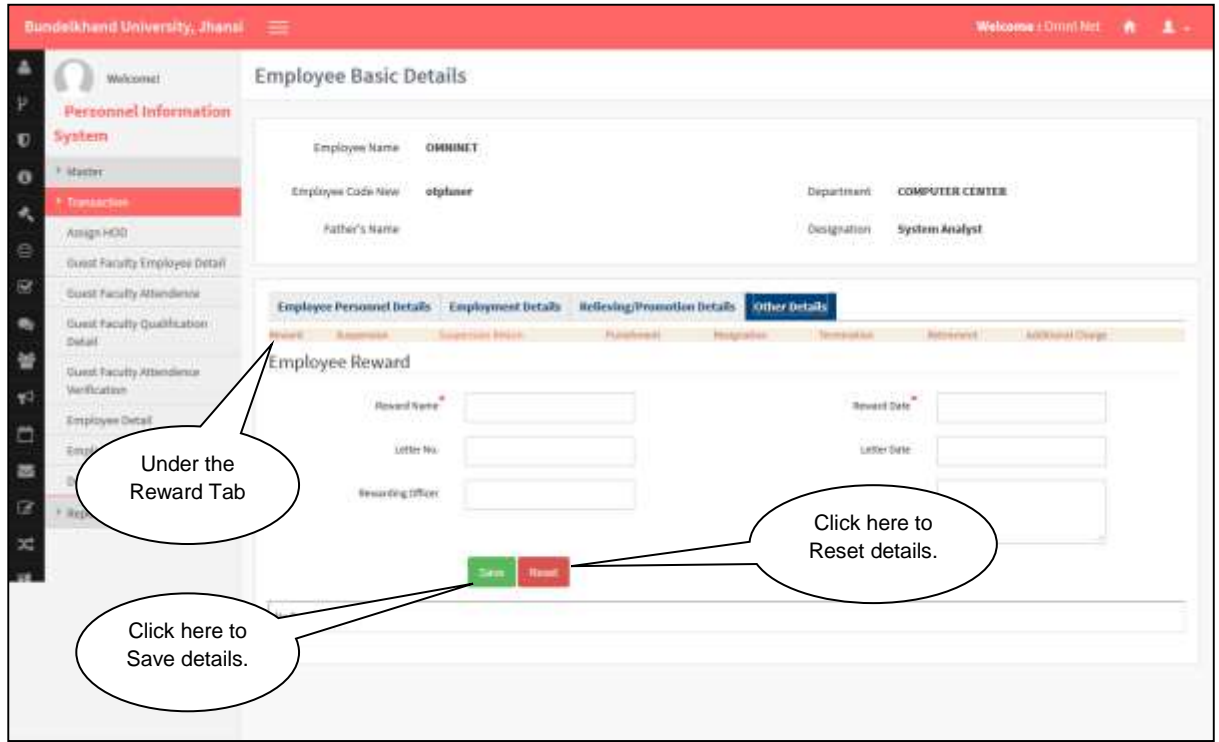 Bundelkhand University, Jhansi
Welcome : Omni Net
Welcome!
Personnel Information
System
Master
Transaction
Assign HOD
Guest Faculty Employee Detail
Guest Faculty Attendence
Guest Faculty Qualification
Detail
Guest Faculty Attendence
Verification
Employee Detail
Employee Basic Details
Employee Name OMNINET
Employee Code New otpluser
Department COMPUTER CENTER
Father's Name
Designation System Analyst
Employee Personnel Details Employment Details Relieving/Promotion Details Other Details
Reward Suspension Suspension Return Punishment Resignation Termination Retirement Additional Charge
Employee Reward
Reward Name*
Reward Date*
Letter No.
Letter Date
Rewarding Officer
Save Reset
Under the
Reward Tab
Click here to
Reset details.
Click here to
Save details.